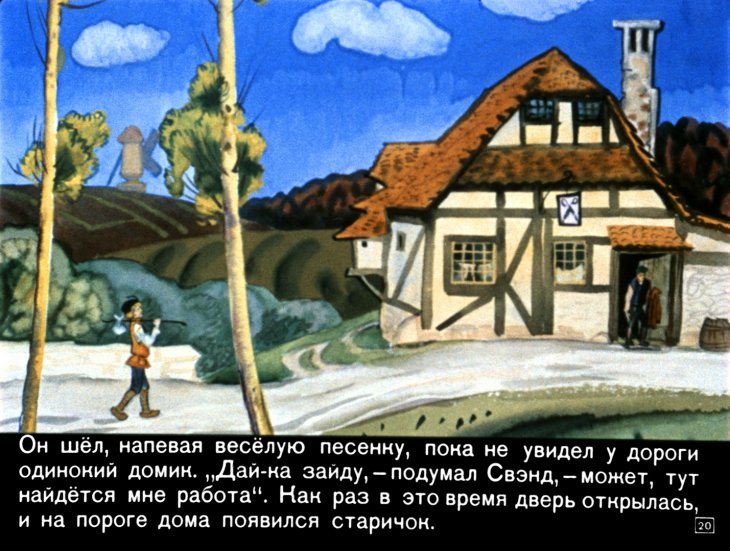 Он шёл, напевая весёлую песенку, пока не увидел у дороги
одинокий домик. „Дай-ка зайду, – подумал Свэнд, – может, тут
найдётся мне работа“. Как раз в это время дверь открылась,
и на пороге дома появился старичок.
20